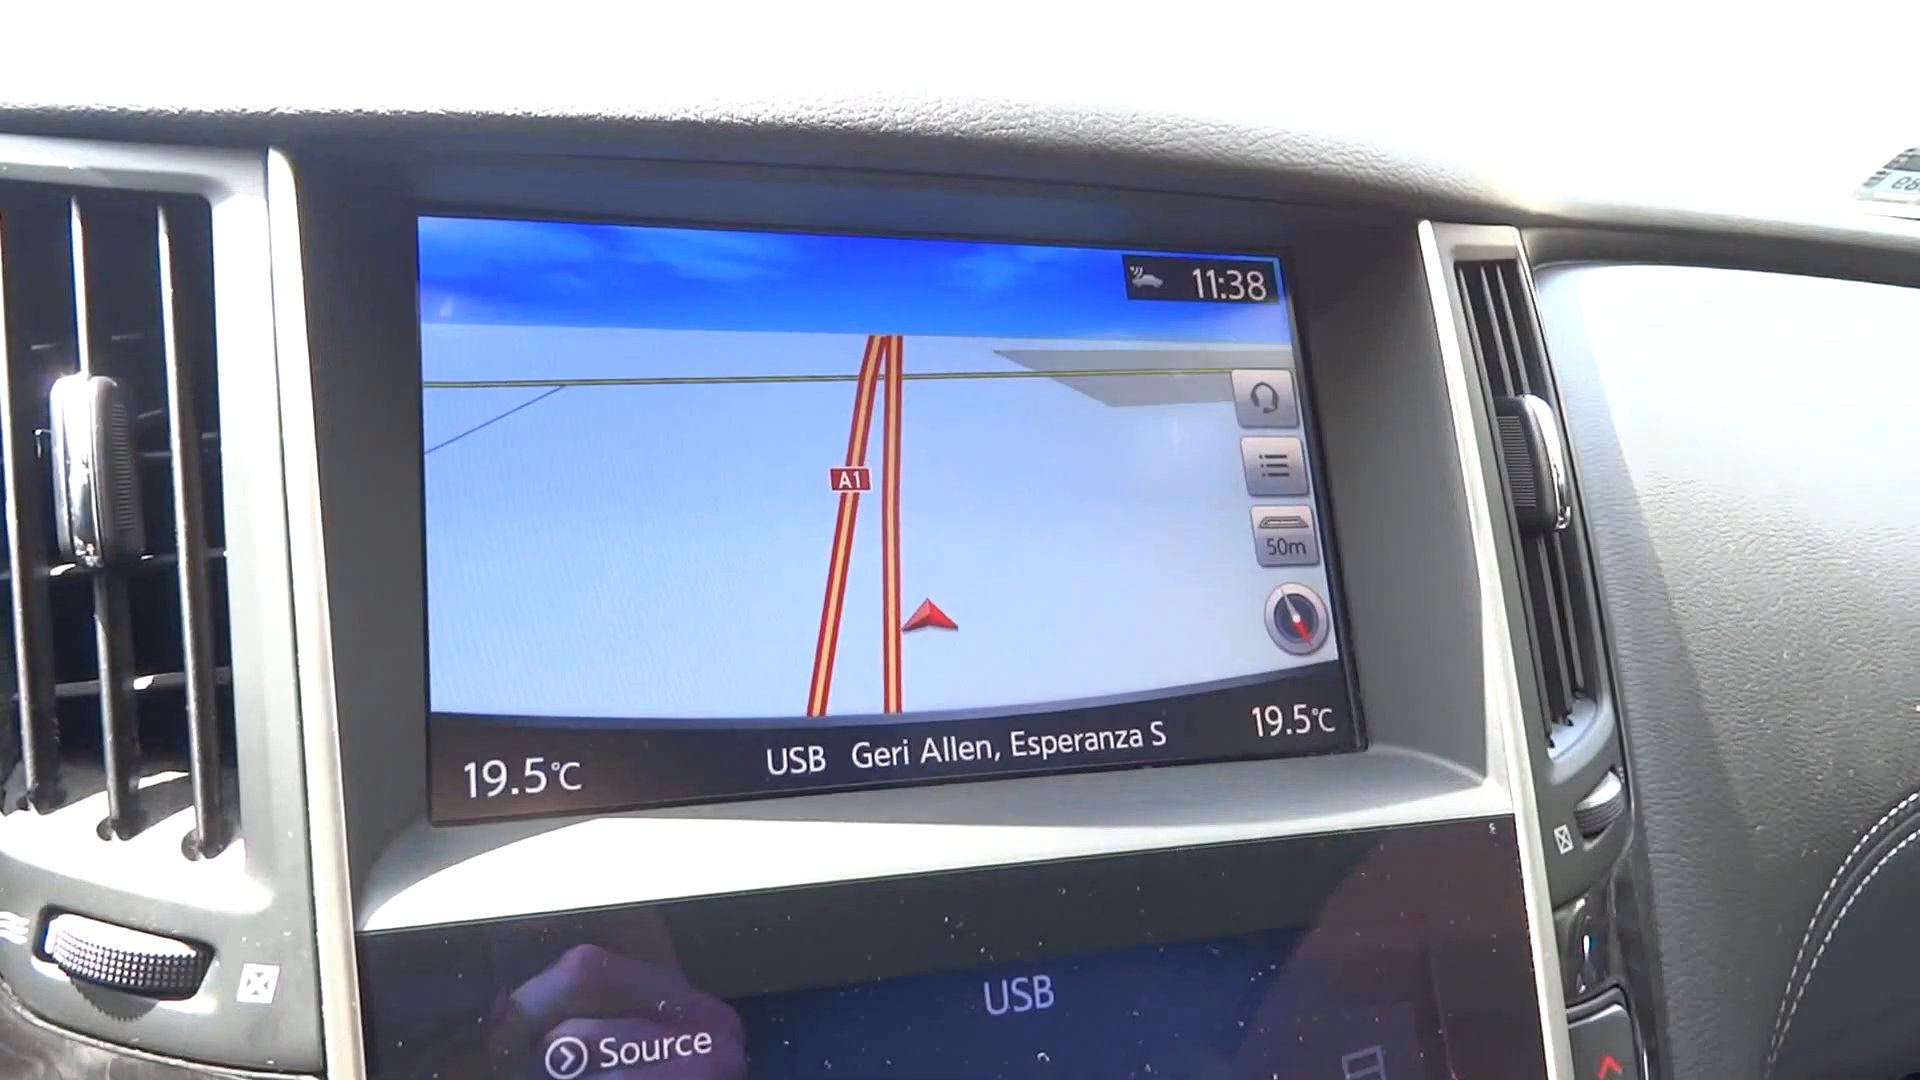 11:38
A1
50m
19.5°C
USB Geri Allen, Esperanza S
19.5°C
USB
Source